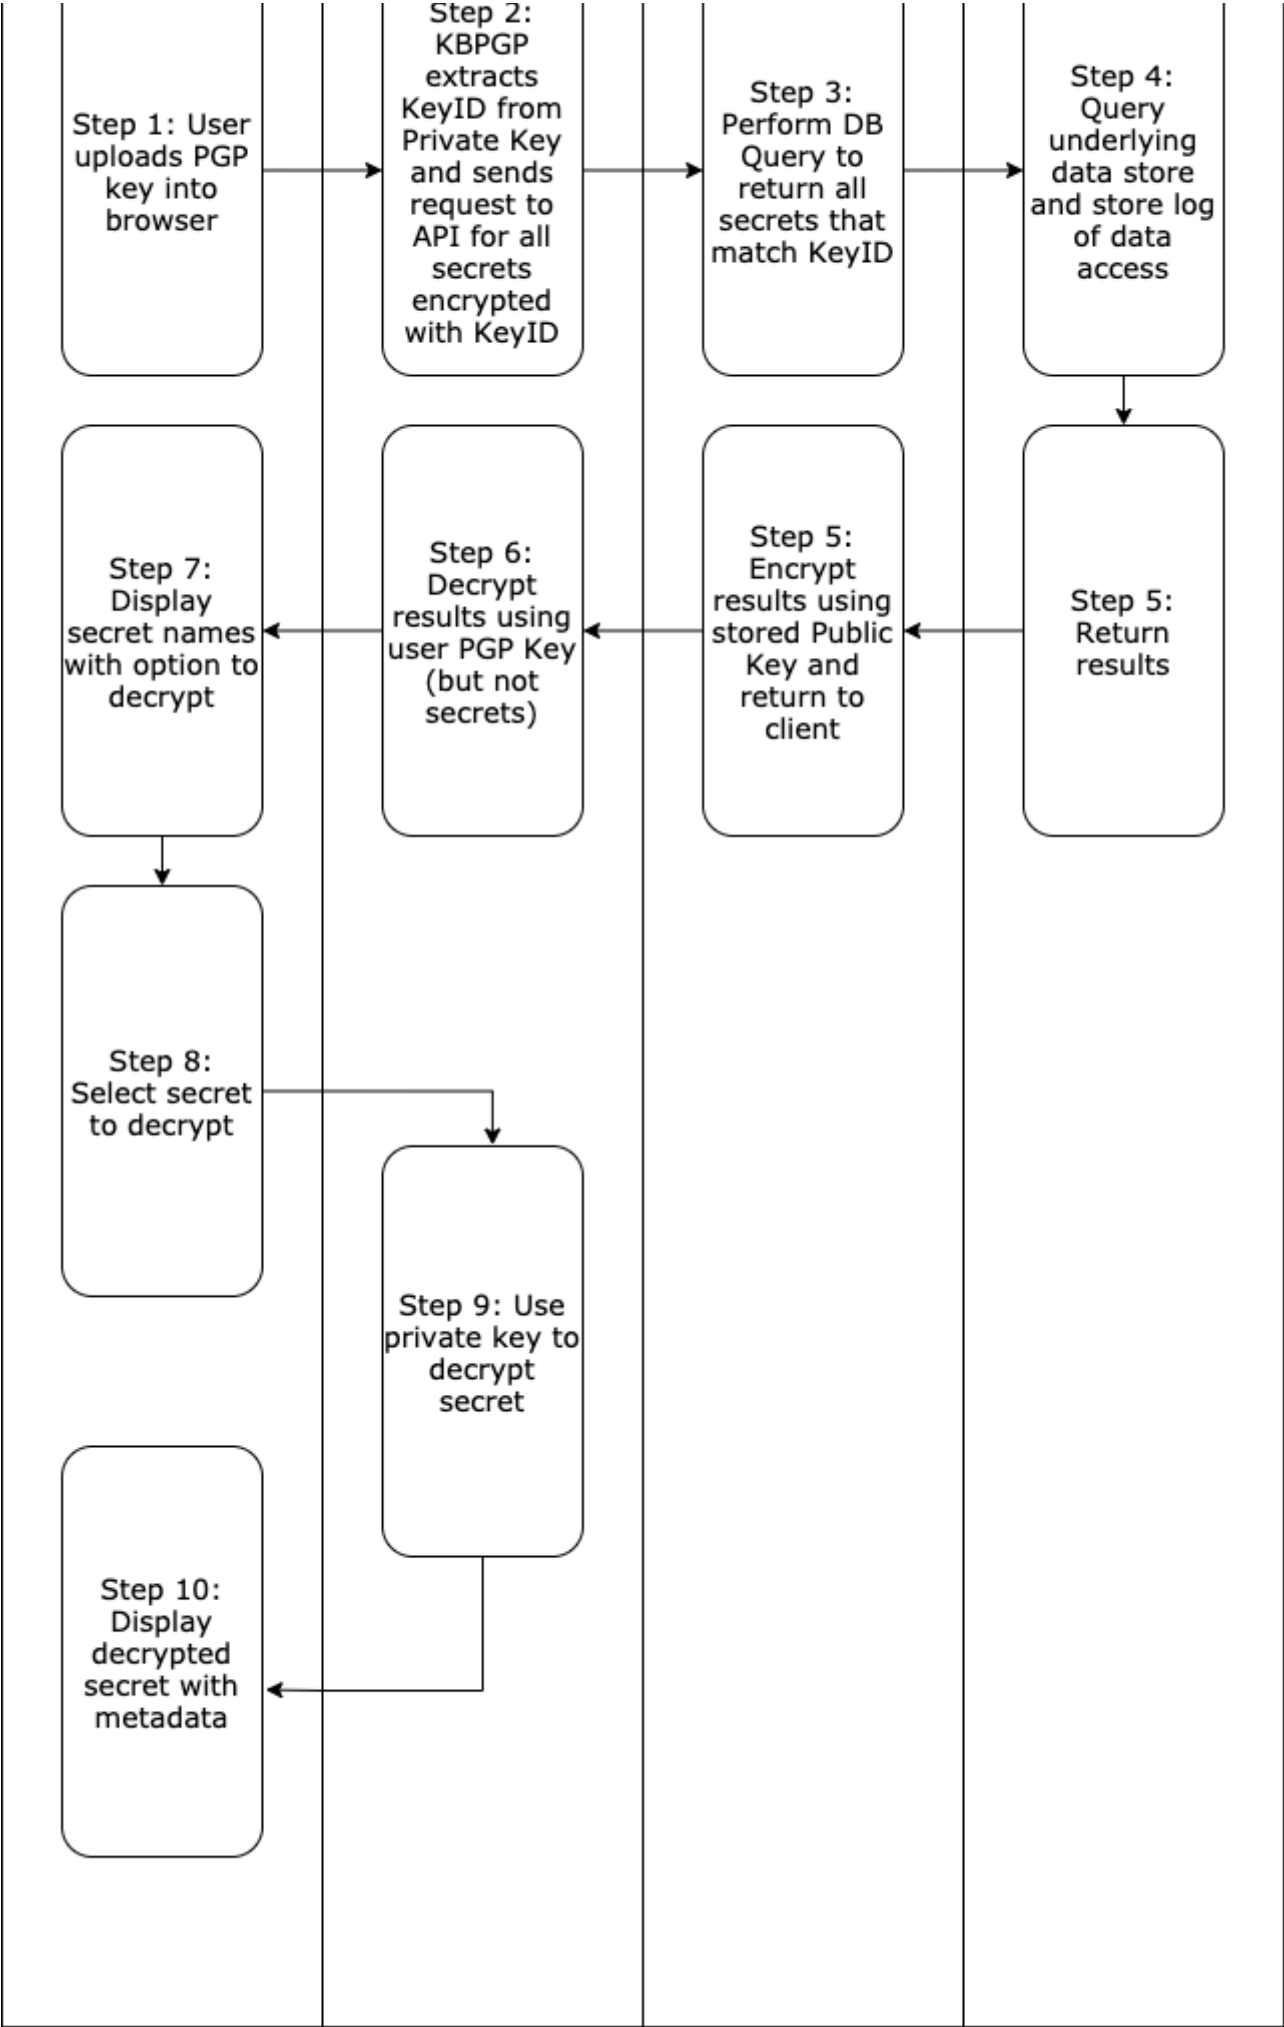 Step 1: User
uploads PGP
key into
browser
Step 2:
KBPGP
extracts
KeyID from
Private Key
and sends
request to
API for all
secrets
encrypted
with KeyID
Step 3:
Perform DB
Query to
return all
secrets that
match KeyID
Step 4:
Query
underlying
data store
and store log
of data
access
Step 5:
Return
results
Step 5:
Encrypt
results using
stored Public
Key and
return to
client
Step 6:
Decrypt
results using
user PGP Key
(but not
secrets)
Step 7:
Display
secret names
with option to
decrypt
Step 8:
Select secret
to decrypt
Step 9: Use
private key to
decrypt
secret
Step 10:
Display
decrypted
secret with
metadata